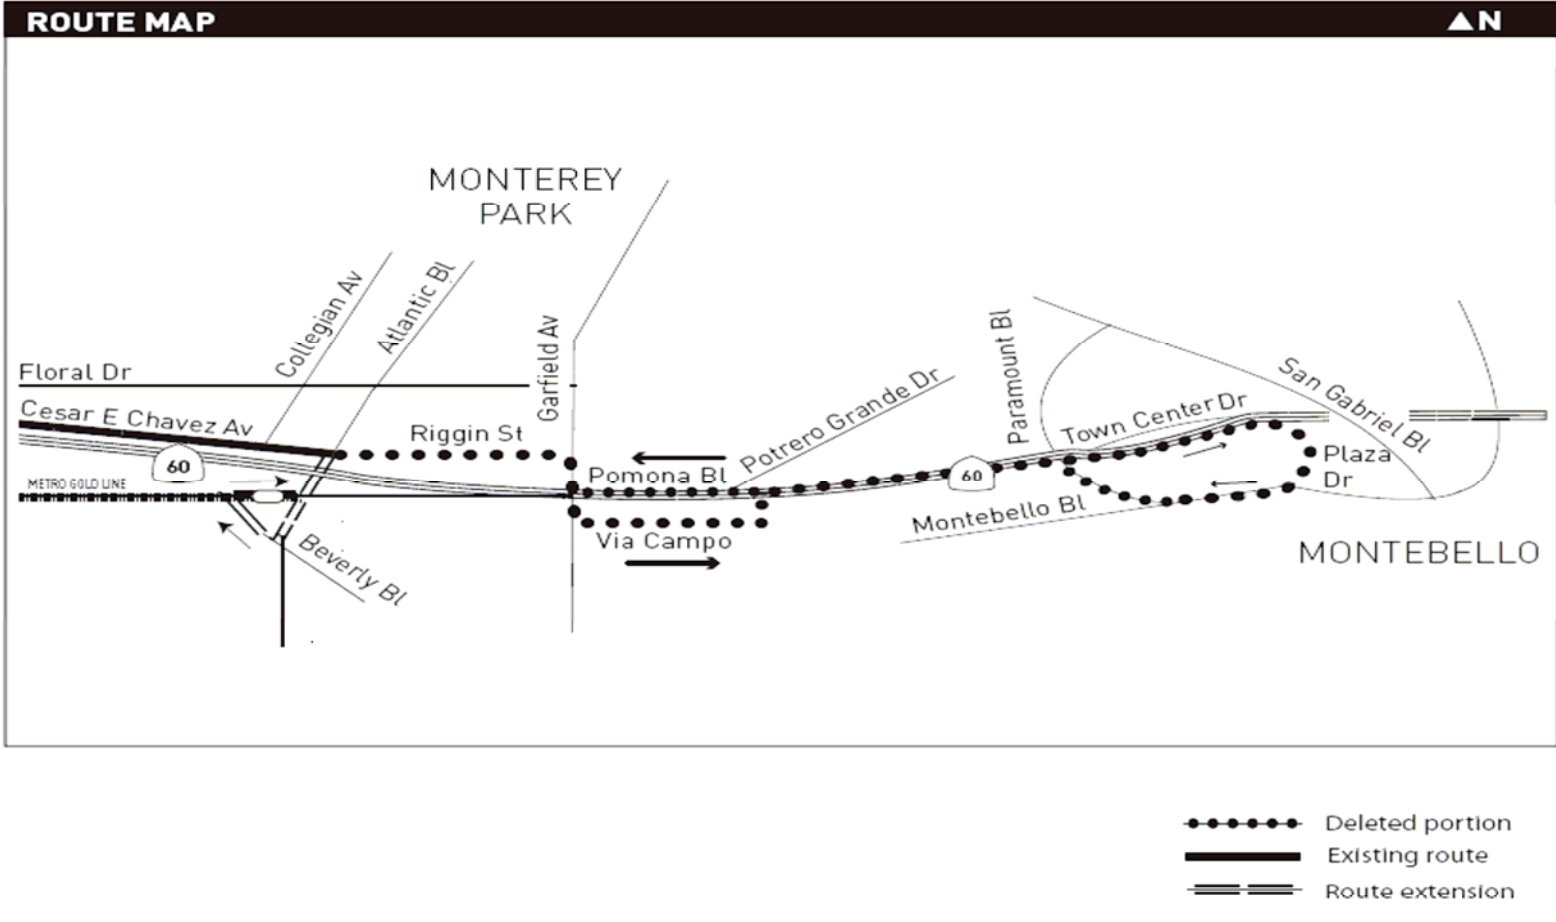 ROUTE MAP
N
MONTEREY
PARK
Collegian Av
Atlantic Bl
Garfield Av
Floral Dr
Cesar E Chavez Av
Riggin St
60
METRO GOLD LINE
Pomona Bl
Potrero Grande Dr
Paramount Bl
Town Center Dr
San Gabriel Bl
60
Plaza
Dr
Montebello Bl
Via Campo
Beverly Bl
MONTEBELLO
Deleted portion
Existing route
Route extension